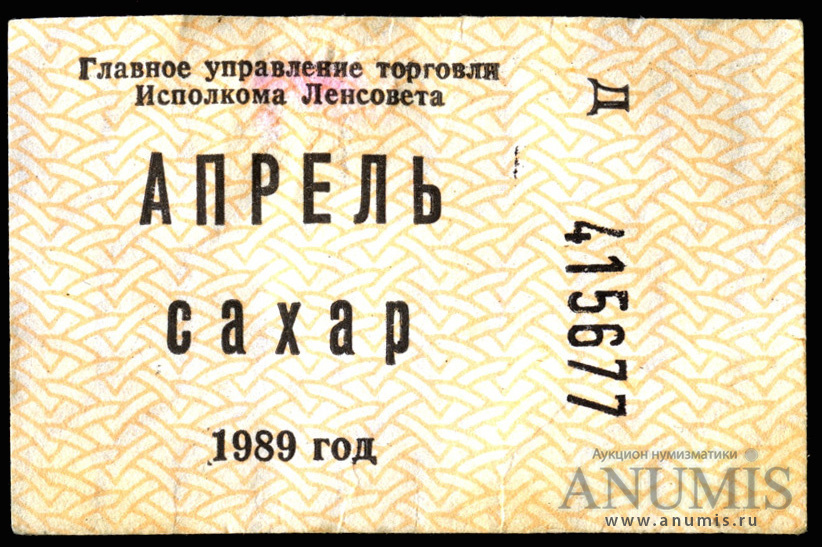 Главное управление торговли
Исполкома Ленсовета
АПРЕЛЬ
сахар
1989 год
Д 415677
Аукцион нумизматики
ANUMIS
www.anumis.ru